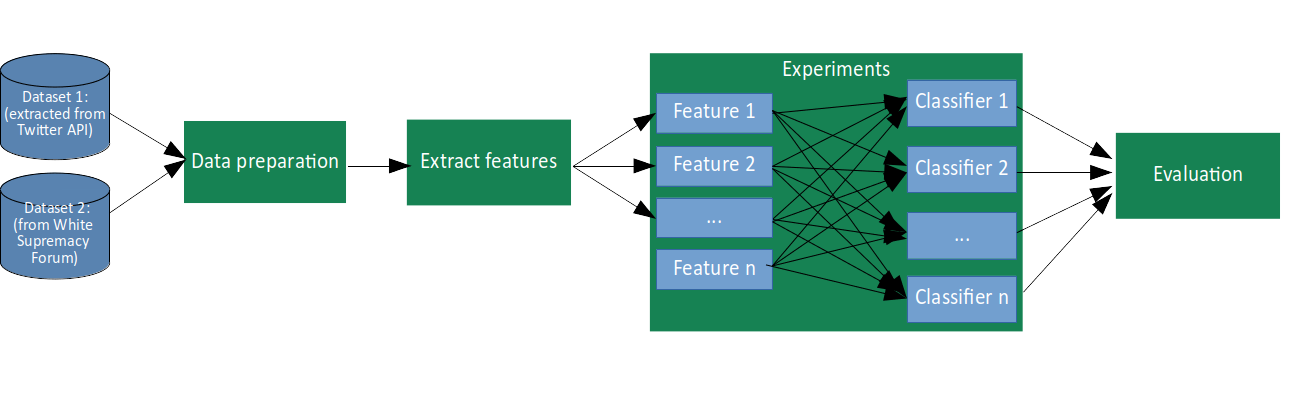 Dataset 1:
(extracted from
Twitter API)
Dataset 2:
(from White
Supremacy
Forum)
Data preparation
Extract features
Experiments
Feature 1
Feature 2
...
Feature n
Classifier 1
Classifier 2
...
Classifier n
Evaluation